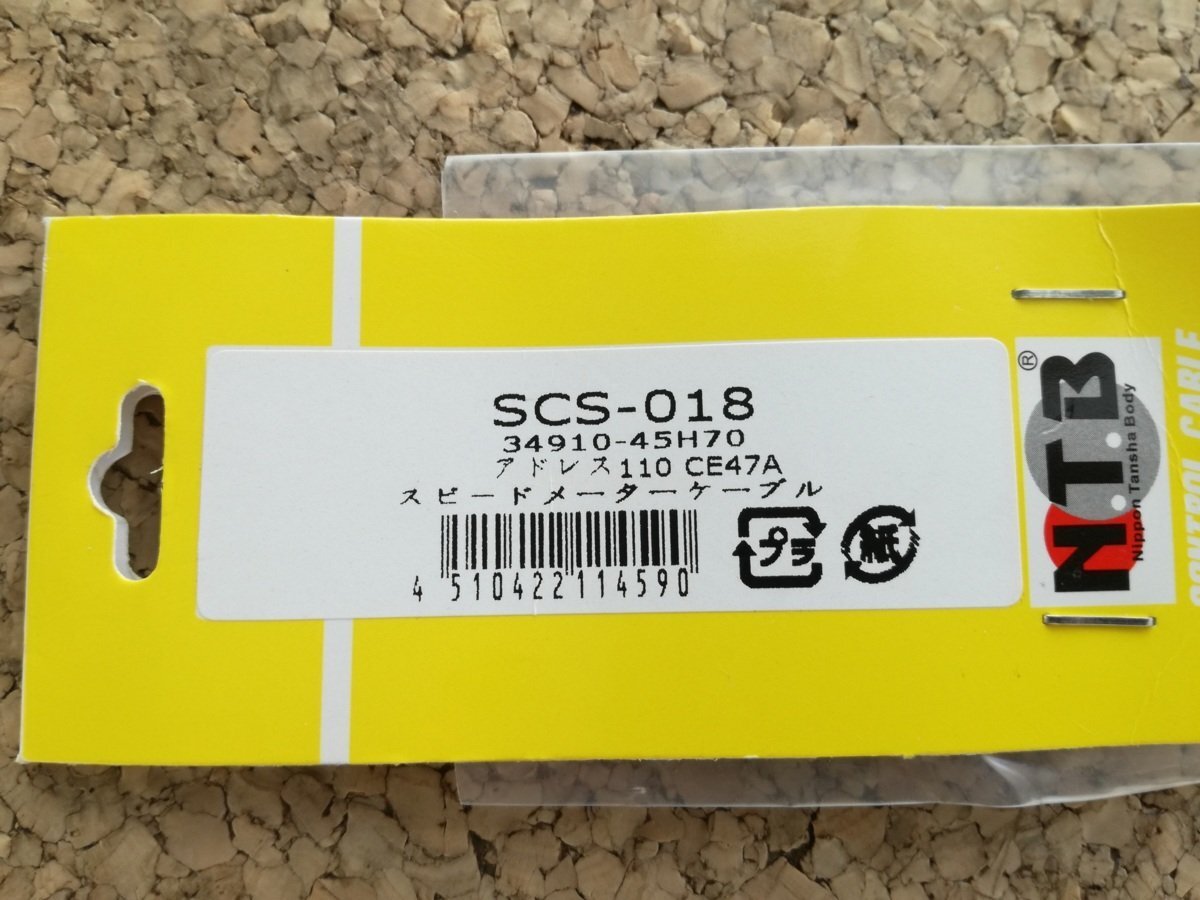 SCS-018
34910-45H70
アドレス110 CE47A
スピードメーターケーブル
4 510422 114590
プラ
紙
®
N.T.B
Nippon Tansha Body
CONTROL CABLE